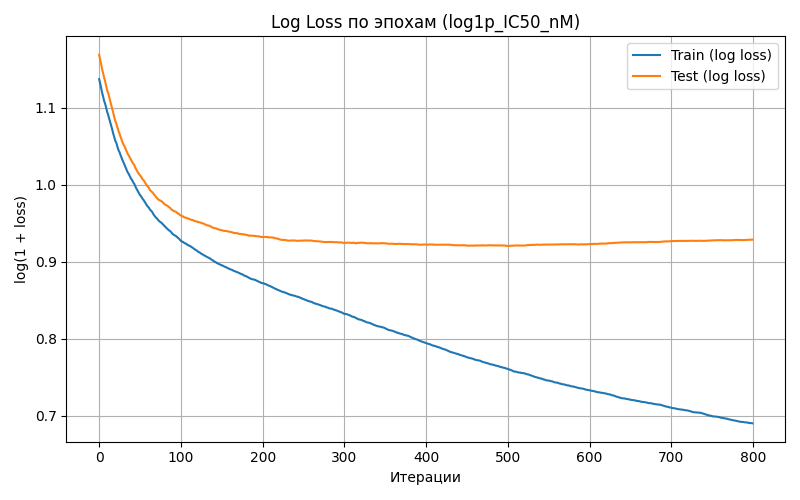 Log Loss по эпохам (log1p_IC50_nM)
Train (log loss)
Test (log loss)
log(1 + loss)
1.1
1.0
0.9
0.8
0.7
0 100 200 300 400 500 600 700 800
Итерации